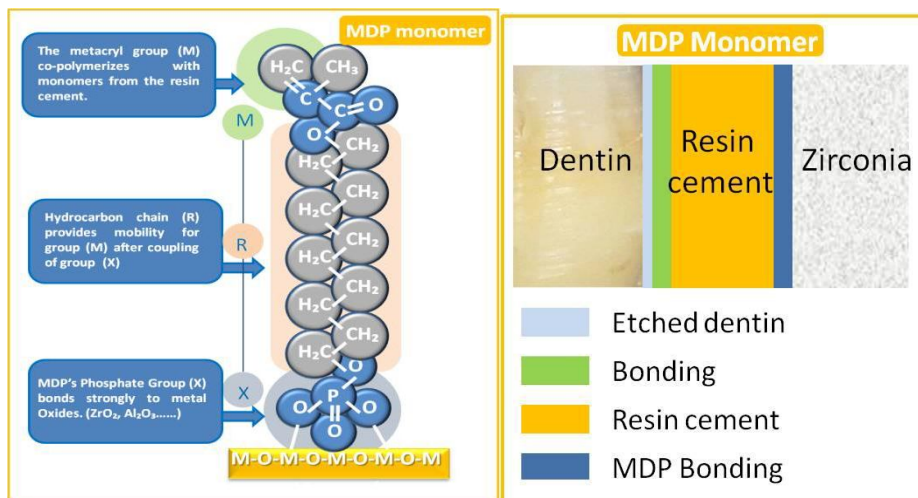 MDP monomer
The metacryl group (M)
co-polymerizes with
monomers from the resin
cement.
M
Hydrocarbon chain (R)
provides mobility for
group (M) after coupling
of group (X)
R
MDP's Phosphate Group (X)
bonds strongly to metal
Oxides. (ZrO₂, Al₂O₃......)
X
H₂C CH₃
C C O
O CH₂
H₂C
CH₂
H₂C
CH₂
H₂C
CH₂
H₂C
CH₂
H₂C
O
P
O O
O
M-O-M-O-M-O-M-O-M
MDP Monomer
Dentin
Resin
cement
Zirconia
Etched dentin
Bonding
Resin cement
MDP Bonding